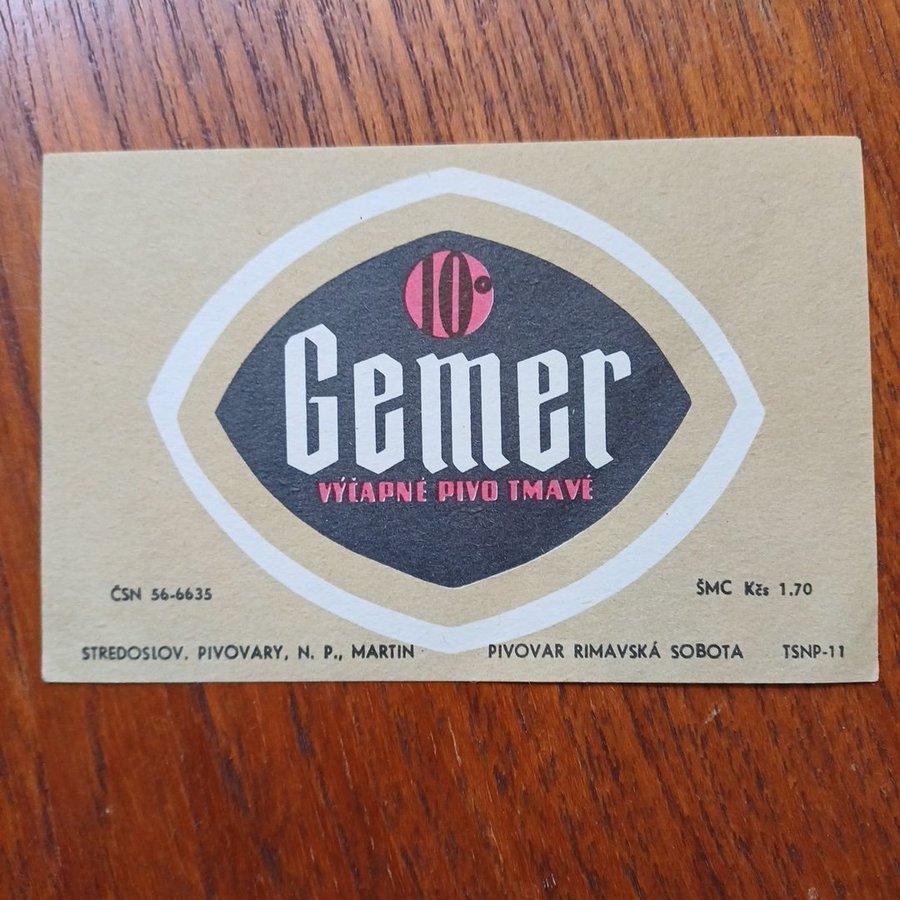 10°
Gemer
VÝČAPNÉ PIVO TMAVÉ
ČSN 56-6635
ŠMC Kčs 1.70
STREDOSLOV. PIVOVARY, N. P., MARTIN
PIVOVAR RIMAVSKÁ SOBOTA
TSNP-11